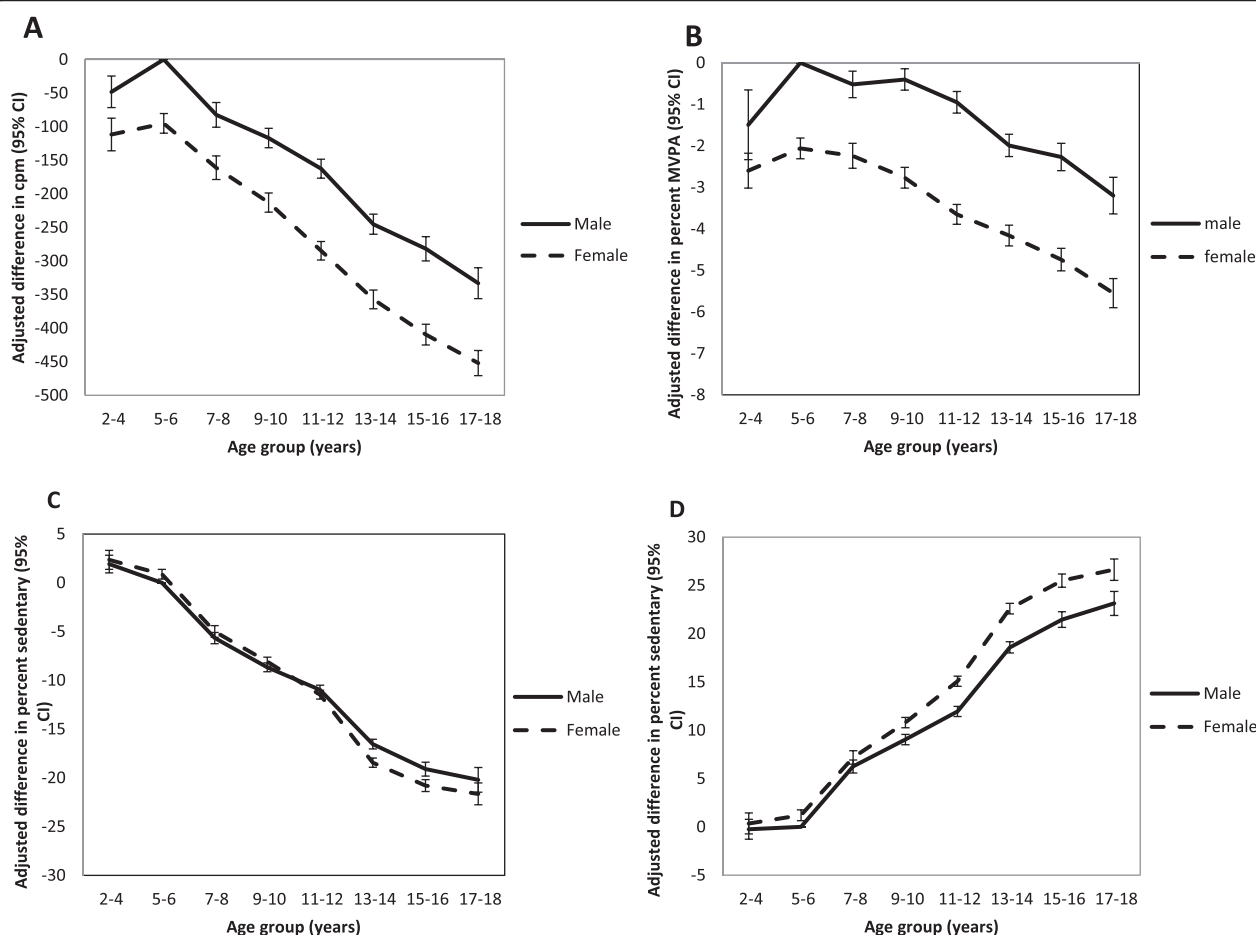 A
Adjusted difference in cpm (95% CI)
0
-50
-100
-150
-200
-250
-300
-350
-400
-450
-500
2-4 5-6 7-8 9-10 11-12 13-14 15-16 17-18
Age group (years)
Male
Female
B
Adjusted difference in percent MVPA (95% CI)
0
-1
-2
-3
-4
-5
-6
-7
-8
2-4 5-6 7-8 9-10 11-12 13-14 15-16 17-18
Age group (years)
male
female
C
Adjusted difference in percent sedentary (95%
CI)
5
0
-5
-10
-15
-20
-25
-30
2-4 5-6 7-8 9-10 11-12 13-14 15-16 17-18
Age group (years)
Male
Female
D
Adjusted difference in percent sedentary (95%
CI)
30
25
20
15
10
5
0
-5
2-4 5-6 7-8 9-10 11-12 13-14 15-16 17-18
Age group (years)
Male
Female